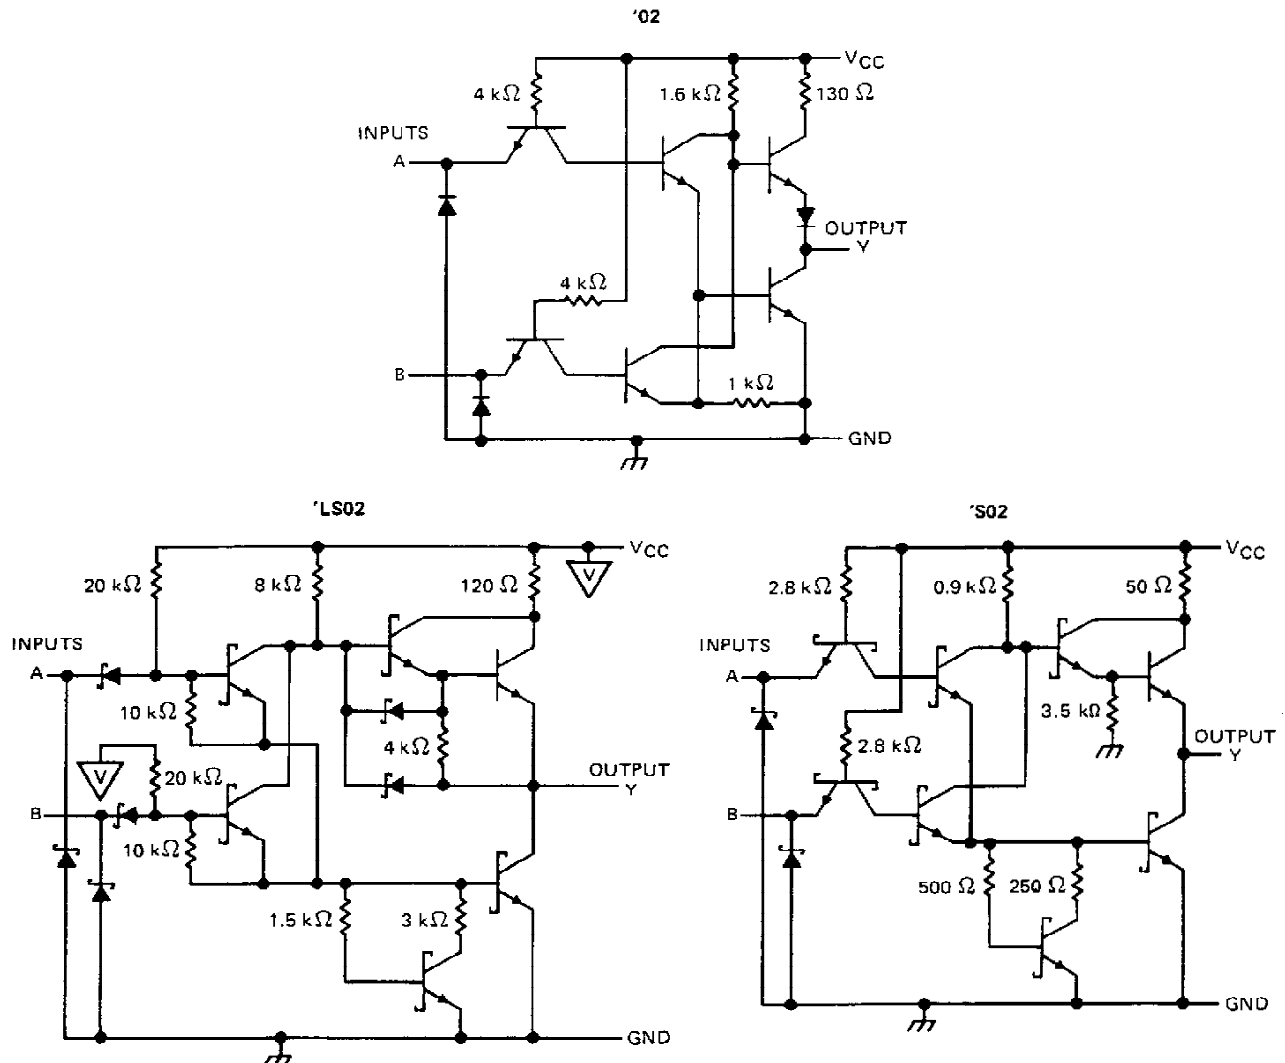 '02
VCC
4 kΩ
1.6 kΩ
130 Ω
INPUTS
A
OUTPUT
Y
4 kΩ
B
1 kΩ
GND
'LS02
VCC
V
20 kΩ
8 kΩ
120 Ω
INPUTS
A
10 kΩ
4 kΩ
V
20 kΩ
OUTPUT
Y
B
10 kΩ
1.5 kΩ
3 kΩ
GND
'S02
VCC
2.8 kΩ
0.9 kΩ
50 Ω
INPUTS
A
3.5 kΩ
2.8 kΩ
OUTPUT
Y
B
500 Ω
250 Ω
GND